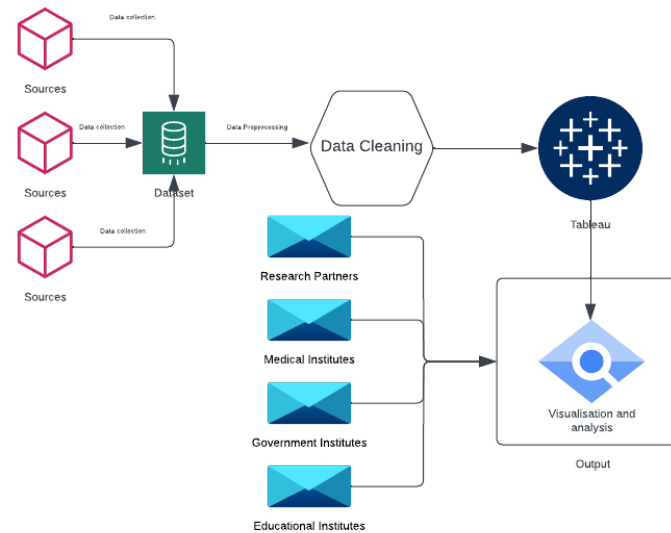 Data collection
Sources
Data collection
Sources
Data collection
Sources
Dataset
Data Preprocessing
Data Cleaning
Tableau
Research Partners
Medical Institutes
Government Institutes
Educational Institutes
Visualisation and
analysis
Output